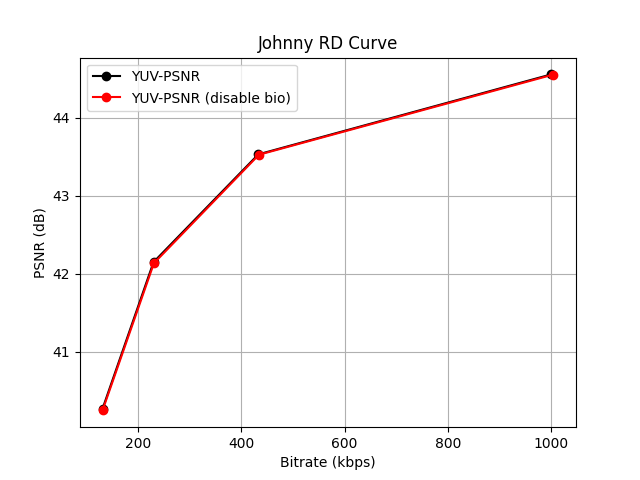 Johnny RD Curve
YUV-PSNR
YUV-PSNR (disable bio)
44
43
42
41
PSNR (dB)
200
400
600
800
1000
Bitrate (kbps)